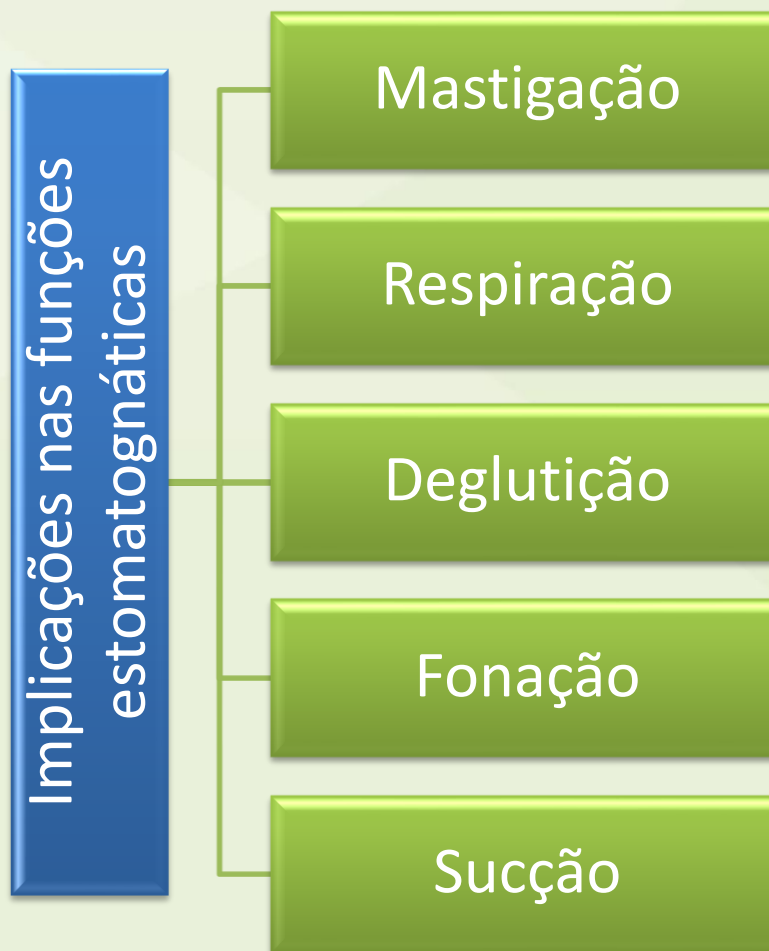 Implicações nas funções
estomatognáticas
Mastigação
Respiração
Deglutição
Fonação
Sucção